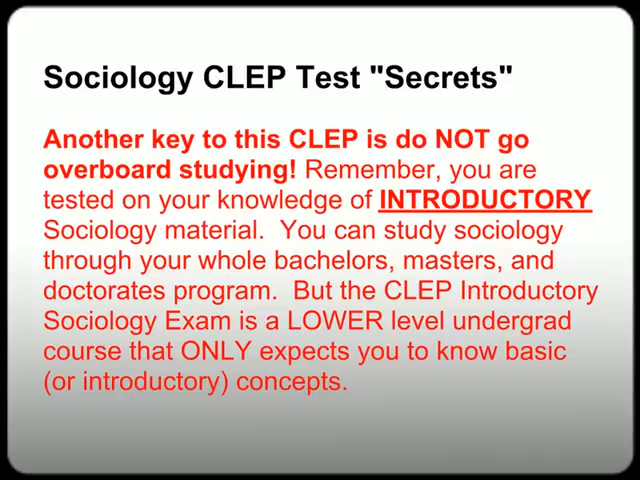 Sociology CLEP Test "Secrets"
Another key to this CLEP is do NOT go
overboard studying! Remember, you are
tested on your knowledge of INTRODUCTORY
Sociology material.  You can study sociology
through your whole bachelors, masters, and
doctorates program.  But the CLEP Introductory
Sociology Exam is a LOWER level undergrad
course that ONLY expects you to know basic
(or introductory) concepts.